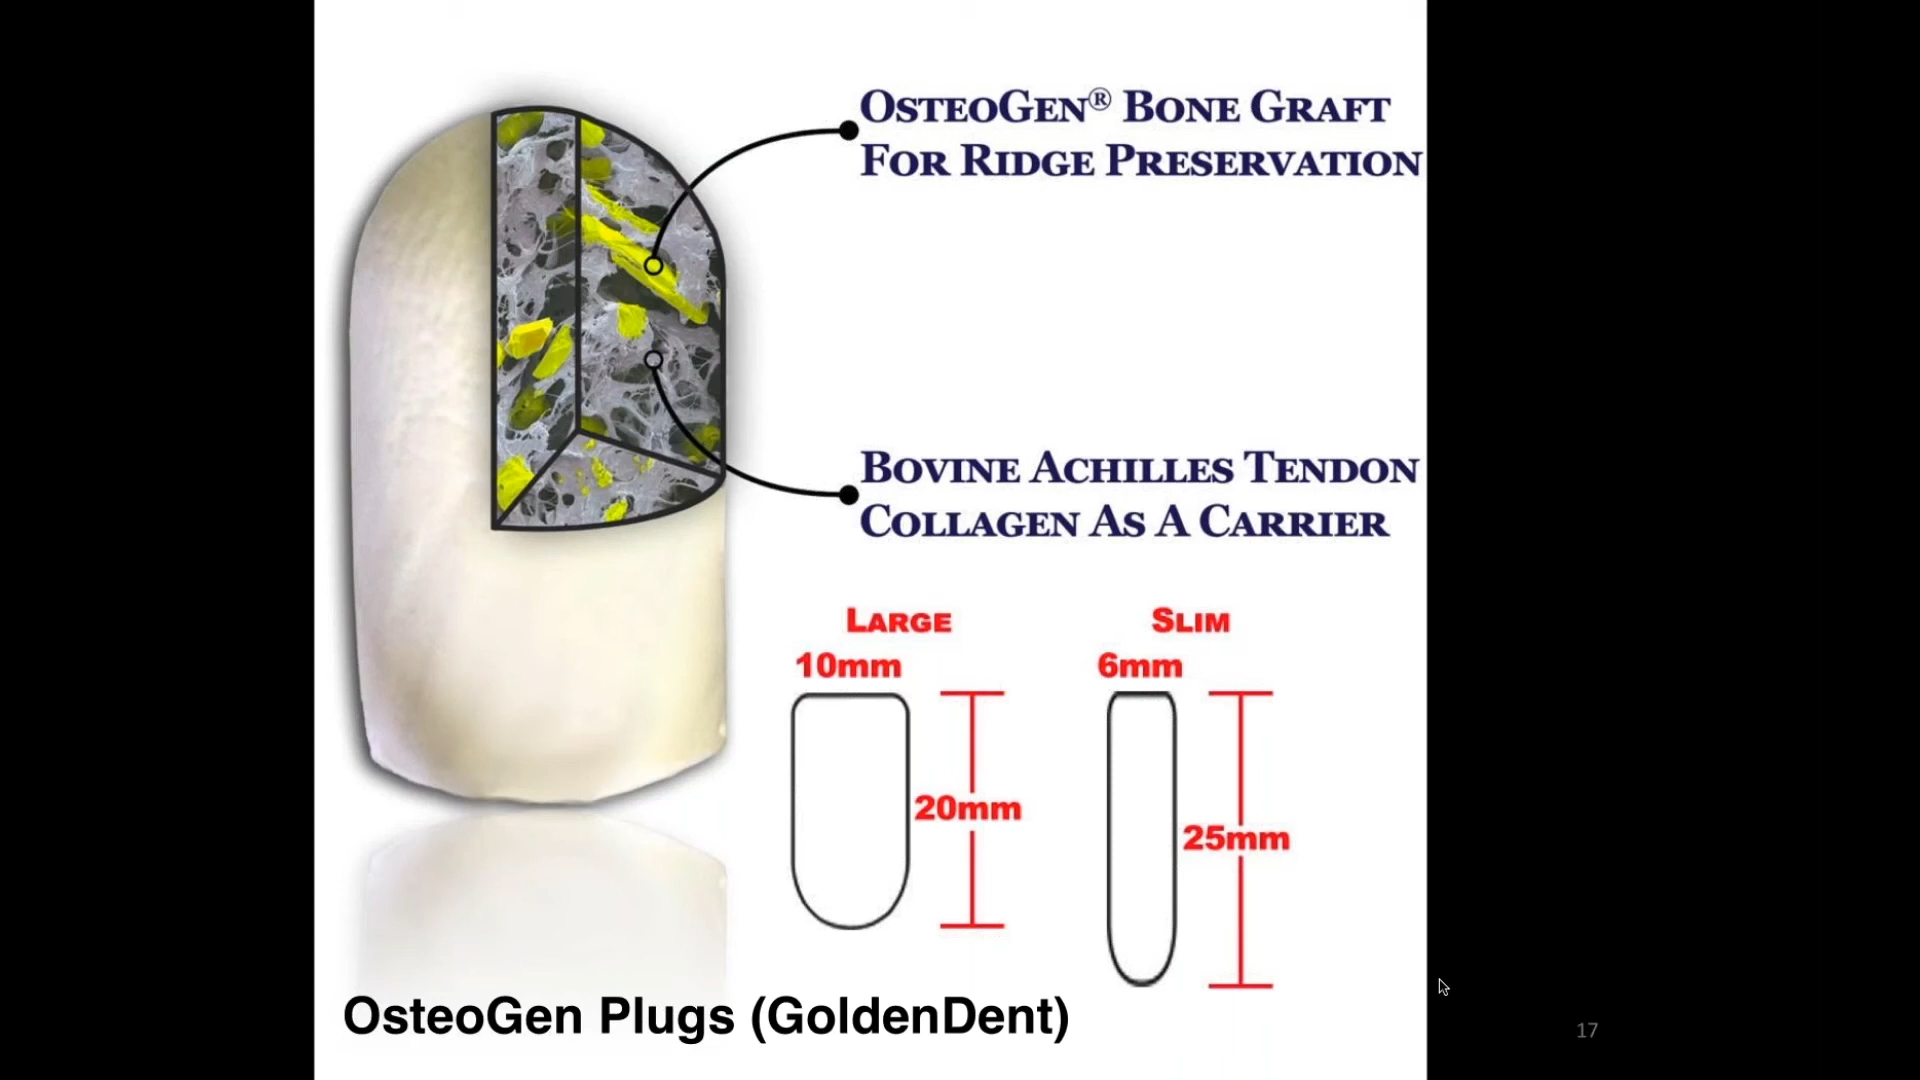 OSTEOGEN® BONE GRAFT
FOR RIDGE PRESERVATION
BOVINE ACHILLES TENDON
COLLAGEN AS A CARRIER
LARGE
10mm
20mm
SLIM
6mm
25mm
OsteoGen Plugs (GoldenDent)
17